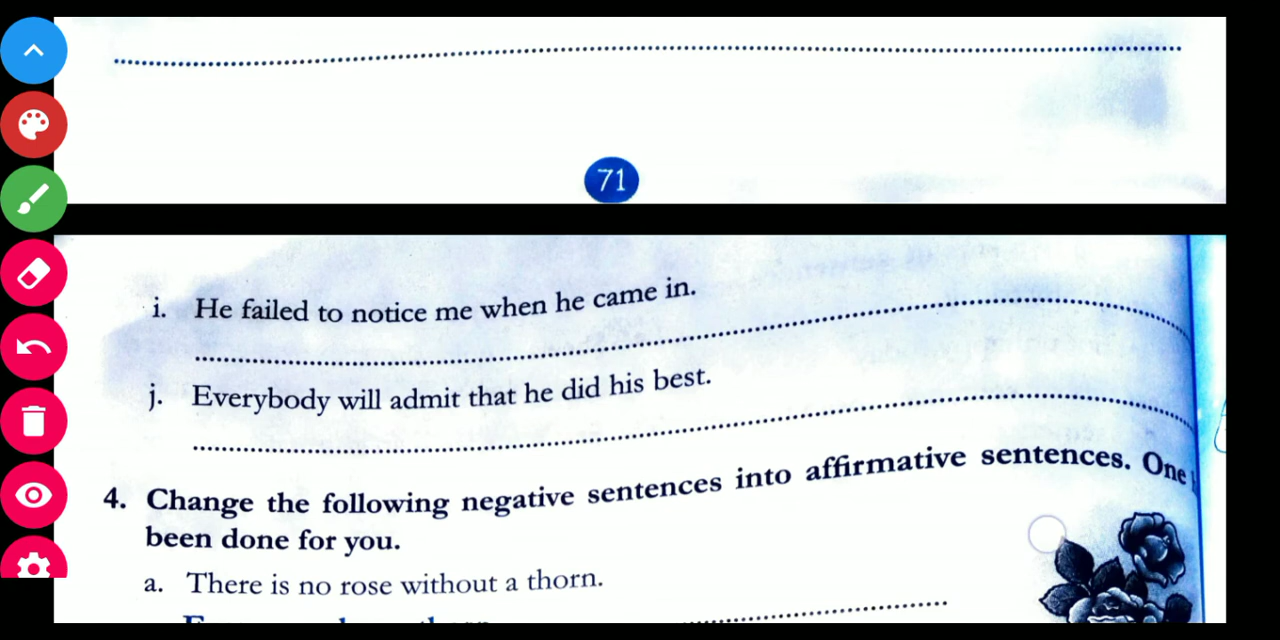 71
i. He failed to notice me when he came in.
j. Everybody will admit that he did his best.
4. Change the following negative sentences into affirmative sentences. One
been done for you.
a. There is no rose without a thorn.